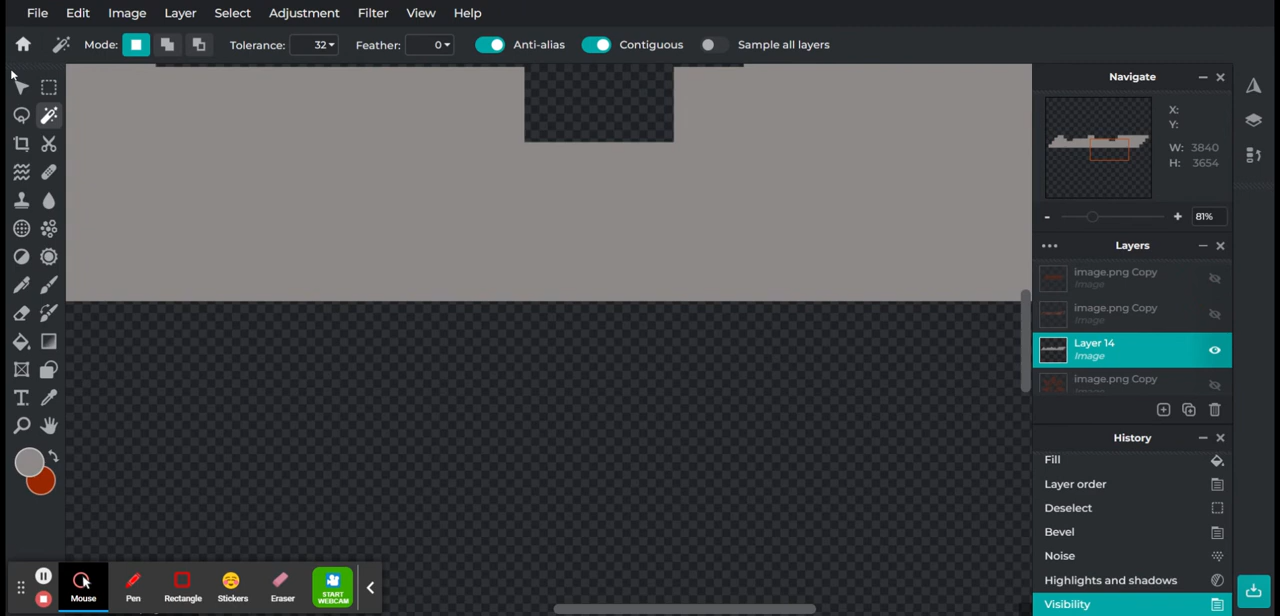 File Edit Image Layer Select Adjustment Filter View Help
Mode: Tolerance: 32 Feather: 0 Anti-alias Contiguous Sample all layers
Navigate
X:
Y:
W: 3840
H: 3654
- + 81%
Layers
image.png Copy
Image
image.png Copy
Image
Layer 14
Image
image.png Copy
Image
History
Fill
Layer order
Deselect
Bevel
Noise
Highlights and shadows
Visibility
T
Mouse Pen Rectangle Stickers Eraser START
WEBCAM